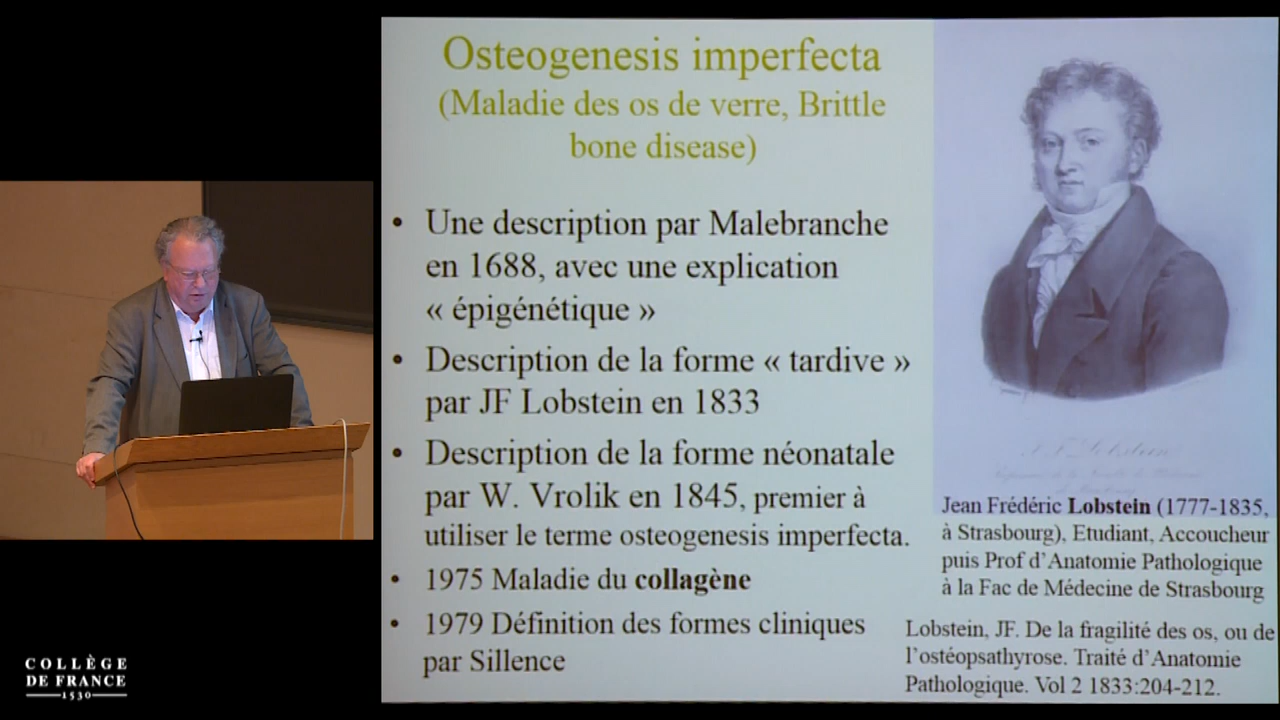 Osteogenesis imperfecta
(Maladie des os de verre, Brittle
bone disease)
• Une description par Malebranche
en 1688, avec une explication
« épigénétique »
• Description de la forme « tardive »
par JF Lobstein en 1833
• Description de la forme néonatale
par W. Vrolik en 1845, premier à
utiliser le terme osteogenesis imperfecta.
• 1975 Maladie du collagène
• 1979 Définition des formes cliniques
par Sillence
Jean Frédéric Lobstein (1777-1835,
à Strasbourg), Etudiant, Accoucheur
puis Prof d'Anatomie Pathologique
à la Fac de Médecine de Strasbourg
Lobstein, JF. De la fragilité des os, ou de
l'ostéopsathyrose. Traité d'Anatomie
Pathologique. Vol 2 1833:204-212.
COLLÈGE
DE FRANCE
1530